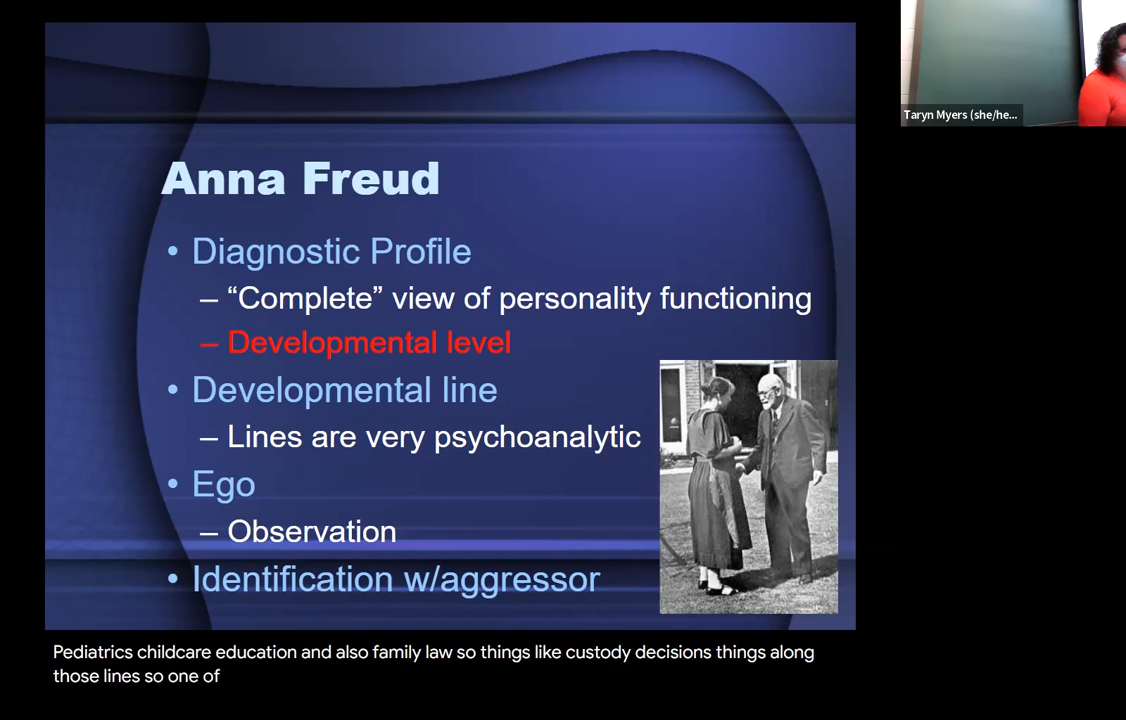 Anna Freud
• Diagnostic Profile
– “Complete” view of personality functioning
– Developmental level
• Developmental line
– Lines are very psychoanalytic
• Ego
– Observation
• Identification w/aggressor
Taryn Myers (she/he...
Pediatrics childcare education and also family law so things like custody decisions things along
those lines so one of